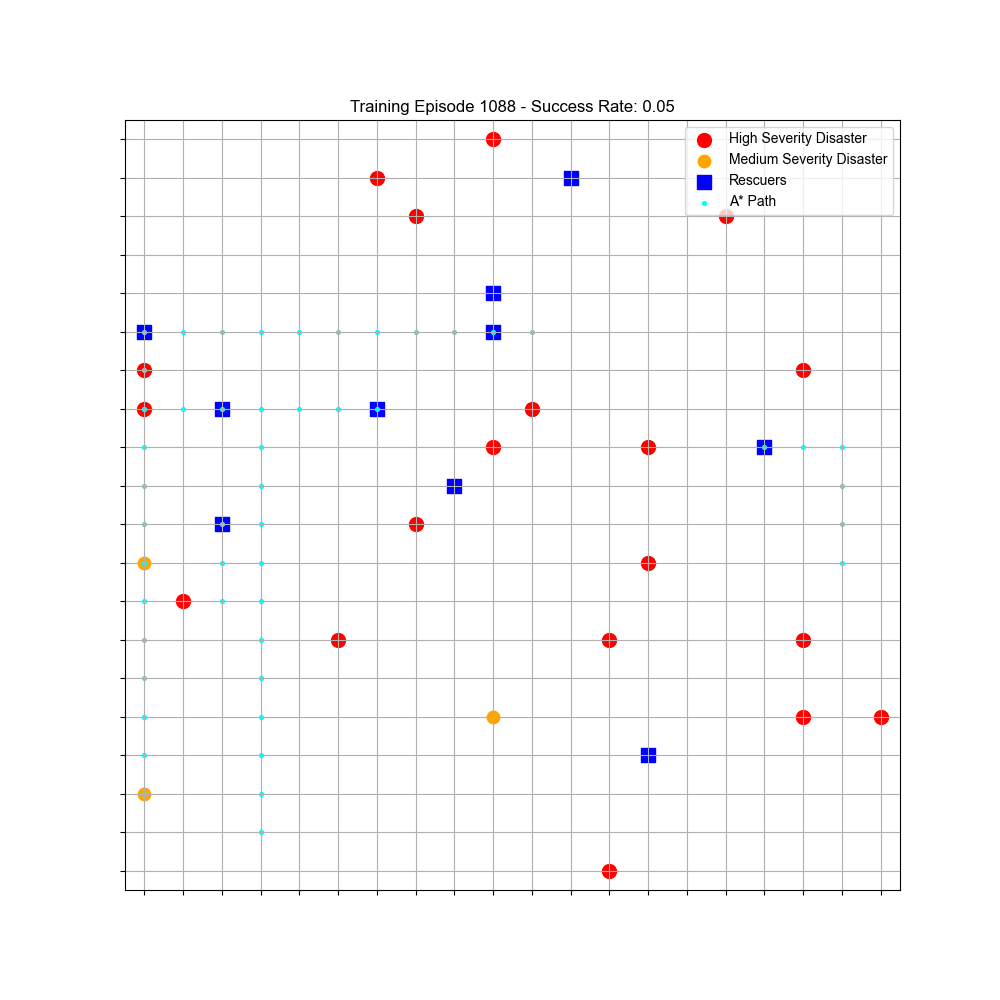 Training Episode 1088 - Success Rate: 0.05
High Severity Disaster
Medium Severity Disaster
Rescuers
A* Path